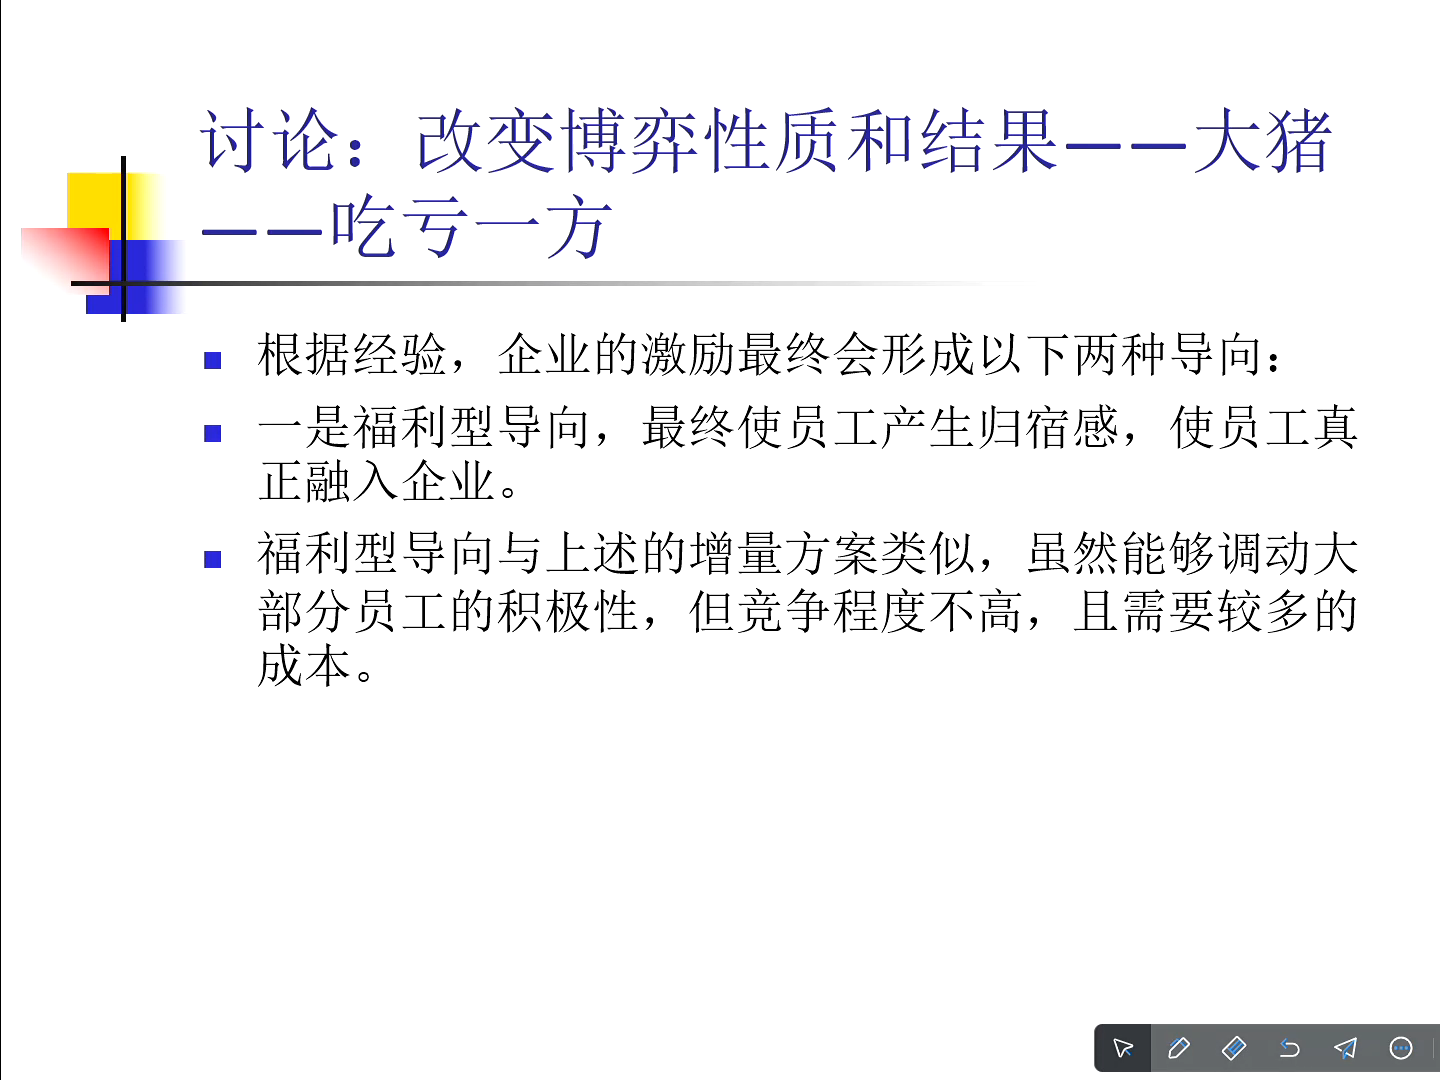 讨论：改变博弈性质和结果——大猪
——吃亏一方
根据经验，企业的激励最终会形成以下两种导向：
一是福利型导向，最终使员工产生归宿感，使员工真
正融入企业。
福利型导向与上述的增量方案类似，虽然能够调动大
部分员工的积极性，但竞争程度不高，且需要较多的
成本。